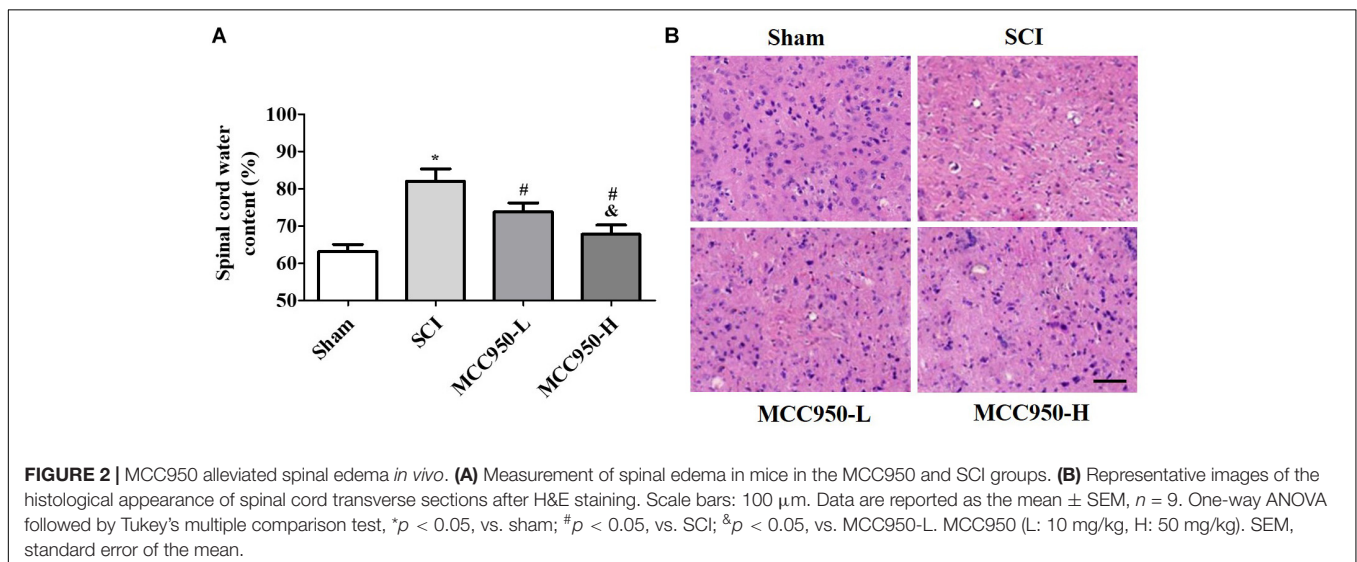 A
Spinal cord water
content (%)
100
90
80
70
60
50
*
#
#
&
Sham
SCI
MCC950-L
MCC950-H
B
Sham
SCI
MCC950-L
MCC950-H
FIGURE 2 | MCC950 alleviated spinal edema in vivo. (A) Measurement of spinal edema in mice in the MCC950 and SCI groups. (B) Representative images of the
histological appearance of spinal cord transverse sections after H&E staining. Scale bars: 100 μm. Data are reported as the mean ± SEM, n = 9. One-way ANOVA
followed by Tukey's multiple comparison test, *p < 0.05, vs. sham; #p < 0.05, vs. SCI; &p < 0.05, vs. MCC950-L. MCC950 (L: 10 mg/kg, H: 50 mg/kg). SEM,
standard error of the mean.